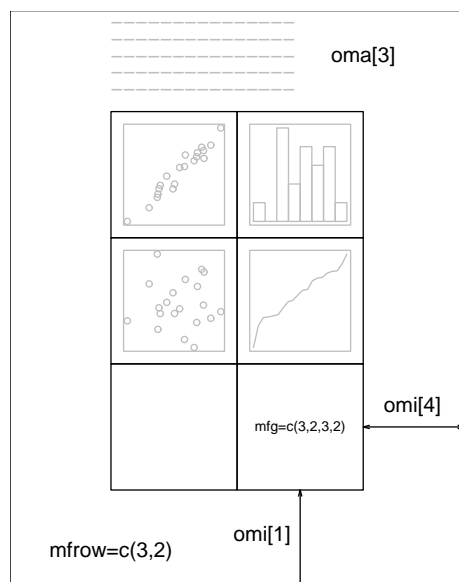 oma[3]
mfg=c(3,2,3,2)
omi[4]
omi[1]
mfrow=c(3,2)